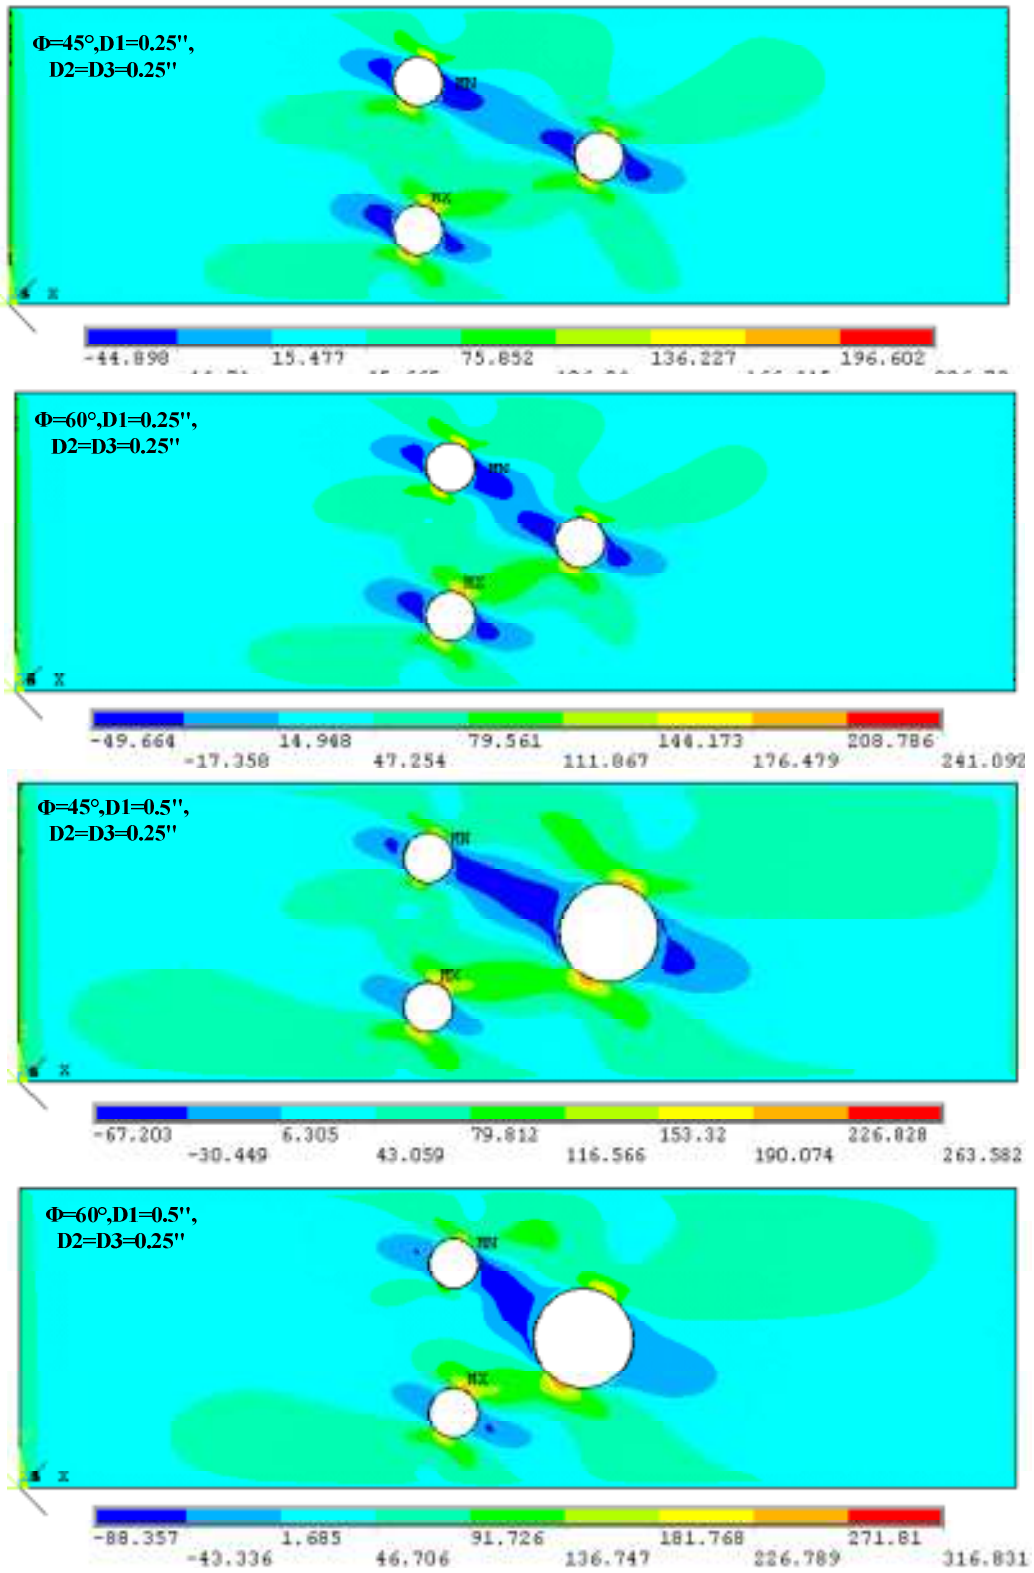 Φ=45°,D1=0.25",
D2=D3=0.25"
MN
MX
X
-44.898 15.477 75.852 136.227 196.602
Φ=60°,D1=0.25",
D2=D3=0.25"
MN
MX
X
-49.664 14.948 79.561 144.173 208.786
-17.358 47.254 111.867 176.479 241.092
Φ=45°,D1=0.5",
D2=D3=0.25"
MN
MX
X
-67.203 6.305 79.812 153.32 226.828
-30.449 43.059 116.566 190.074 263.582
Φ=60°,D1=0.5",
D2=D3=0.25"
MN
MX
X
-88.357 1.685 91.726 181.768 271.81
-43.336 46.706 136.747 226.789 316.831